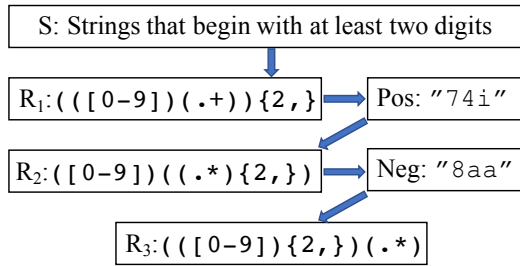 S: Strings that begin with at least two digits
R₁:(([0-9])(.+)){2,}
Pos: ″74i″
R₂:([0-9])((.*){2,})
Neg: ″8aa″
R₃:(([0-9]){2,})(.*)